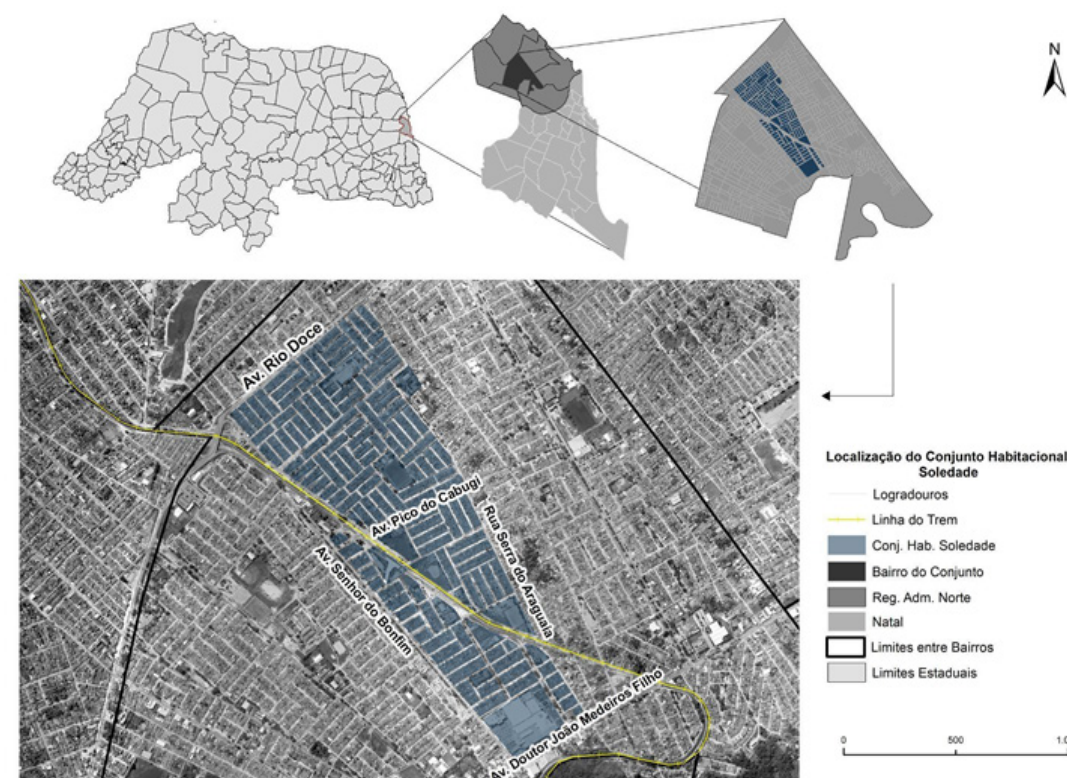 N
Av. Rio Doce
Av. Pico do Cabugi
Rua Serra do Araguaia
Av. Senhor do Bonfim
Av. Doutor João Medeiros Filho
Localização do Conjunto Habitacional
Soledade
Logradouros
Linha do Trem
Conj. Hab. Soledade
Bairro do Conjunto
Reg. Adm. Norte
Natal
Limites entre Bairros
Limites Estaduais
0 500